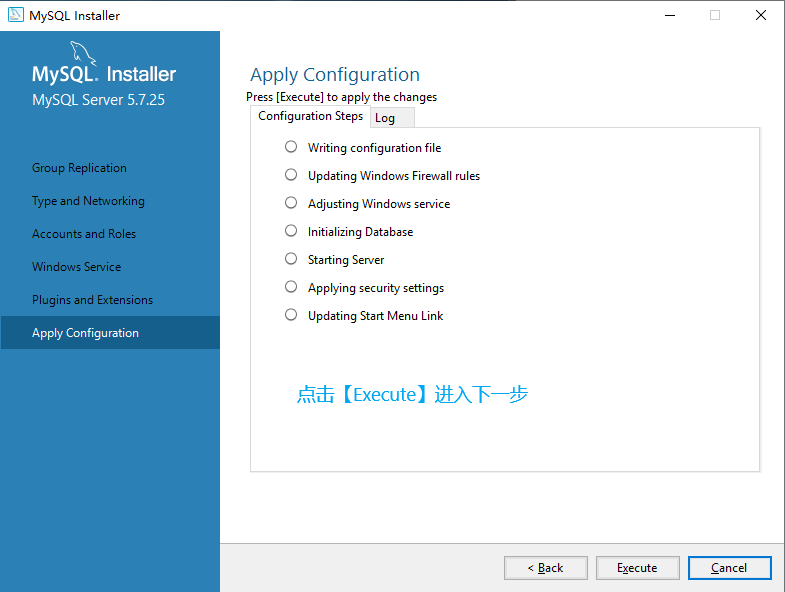 MySQL Installer
MySQL. Installer
MySQL Server 5.7.25
Group Replication
Type and Networking
Accounts and Roles
Windows Service
Plugins and Extensions
Apply Configuration
Apply Configuration
Press [Execute] to apply the changes
Configuration Steps Log
Writing configuration file
Updating Windows Firewall rules
Adjusting Windows service
Initializing Database
Starting Server
Applying security settings
Updating Start Menu Link
点击【Execute】进入下一步
< Back Execute Cancel